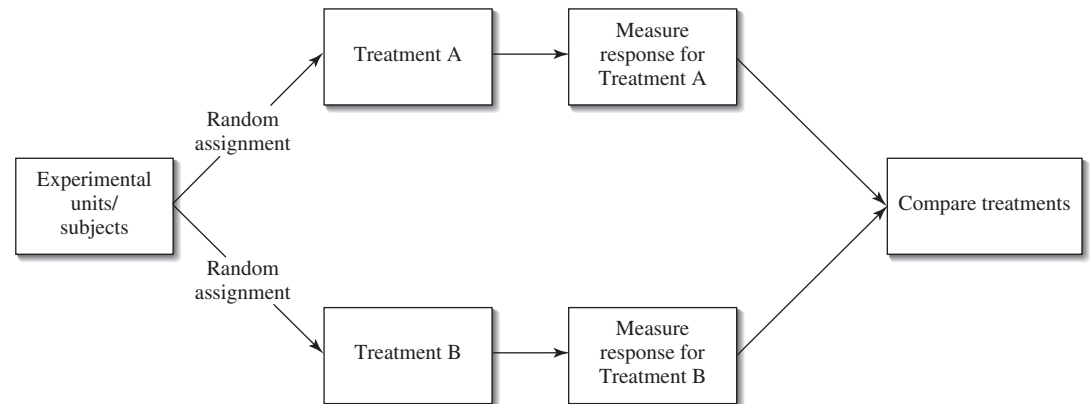 Treatment A
Measure
response for
Treatment A
Random
assignment
Experimental
units/
subjects
Compare treatments
Random
assignment
Treatment B
Measure
response for
Treatment B